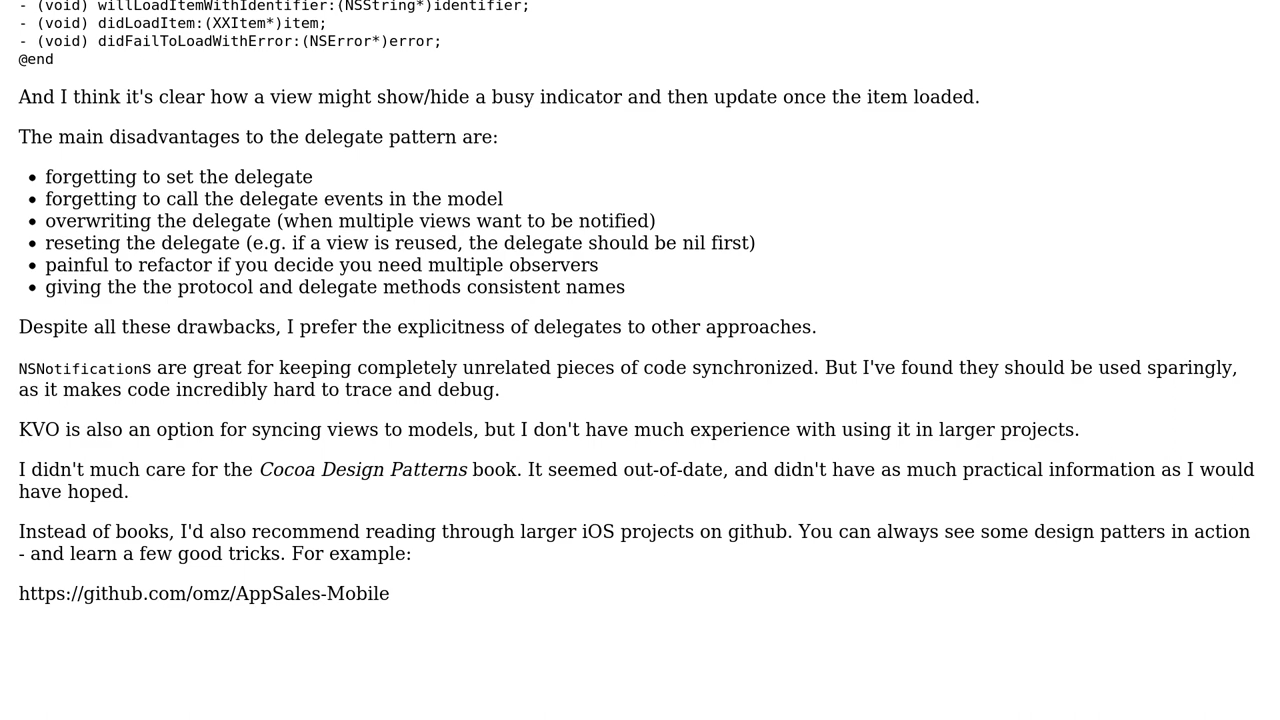 - (void) willLoadItemWithIdentifier:(NSString*)identifier;
- (void) didLoadItem:(XXItem*)item;
- (void) didFailToLoadWithError:(NSError*)error;
@end
And I think it's clear how a view might show/hide a busy indicator and then update once the item loaded.
The main disadvantages to the delegate pattern are:
• forgetting to set the delegate
• forgetting to call the delegate events in the model
• overwriting the delegate (when multiple views want to be notified)
• reseting the delegate (e.g. if a view is reused, the delegate should be nil first)
• painful to refactor if you decide you need multiple observers
• giving the the protocol and delegate methods consistent names
Despite all these drawbacks, I prefer the explicitness of delegates to other approaches.
NSNotifications are great for keeping completely unrelated pieces of code synchronized. But I've found they should be used sparingly,
as it makes code incredibly hard to trace and debug.
KVO is also an option for syncing views to models, but I don't have much experience with using it in larger projects.
I didn't much care for the Cocoa Design Patterns book. It seemed out-of-date, and didn't have as much practical information as I would
have hoped.
Instead of books, I'd also recommend reading through larger iOS projects on github. You can always see some design patters in action
- and learn a few good tricks. For example:
https://github.com/omz/AppSales-Mobile